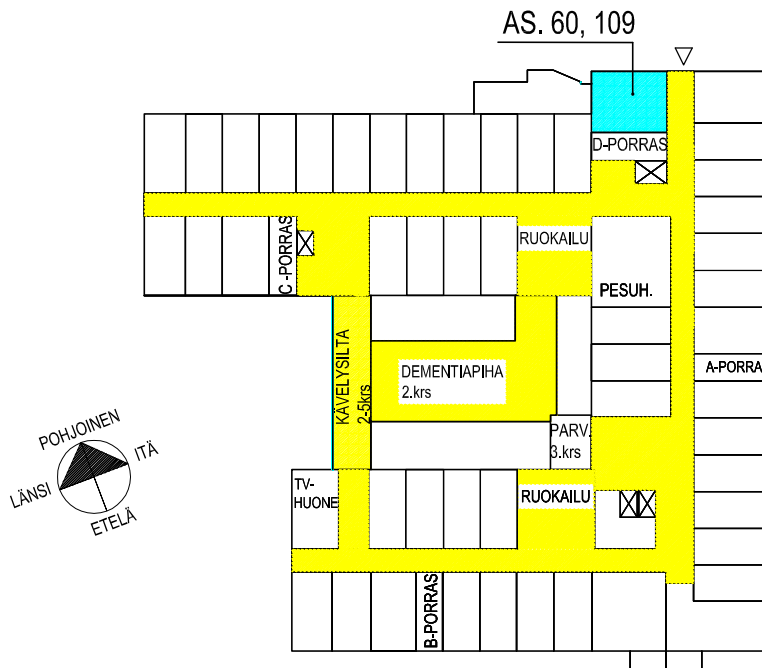 AS. 60, 109
D-PORRAS
RUOKAILU
C -PORRAS
PESUH.
KÄVELYSILTA
2-5krs
DEMENTIAPIHA
2.krs
A-PORRA
PARV.
3.krs
POHJOINEN
ITÄ
LÄNSI
ETELÄ
TV-
HUONE
RUOKAILU
B-PORRAS